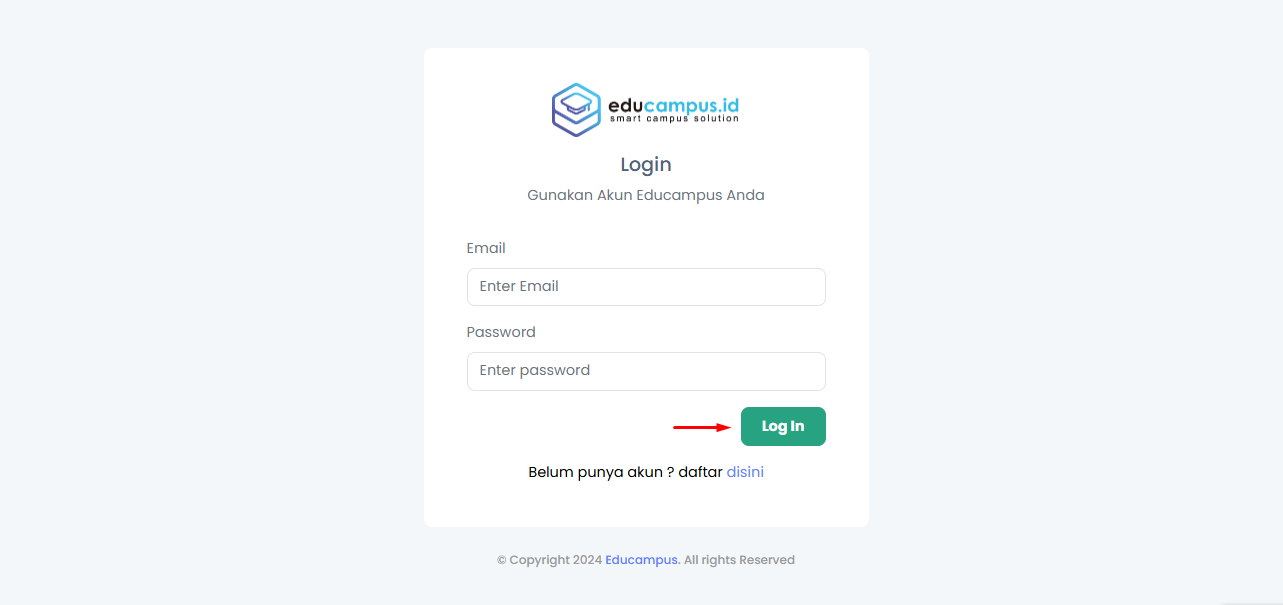 educampus.id
smart campus solution
Login
Gunakan Akun Educampus Anda
Email
Enter Email
Password
Enter password
Log In
Belum punya akun ? daftar disini
© Copyright 2024 Educampus. All rights Reserved